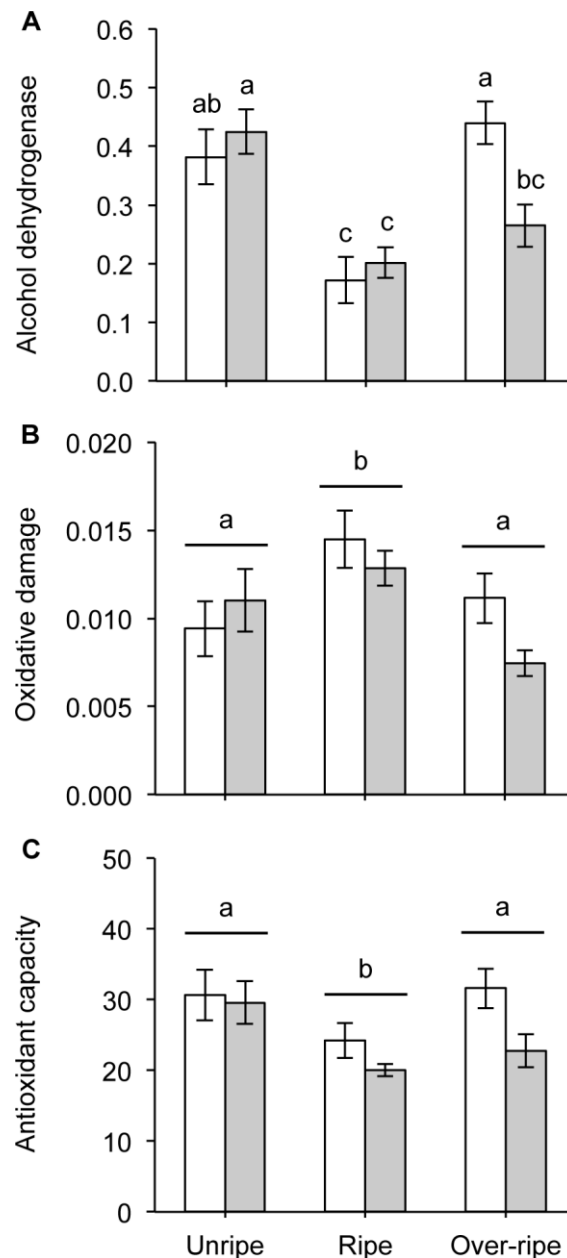 A
Alcohol dehydrogenase
0.6
0.5
0.4
0.3
0.2
0.1
0.0
ab
a
c
c
a
bc
B
Oxidative damage
0.020
0.015
0.010
0.005
0.000
a
b
a
C
Antioxidant capacity
50
40
30
20
10
0
a
b
a
Unripe
Ripe
Over-ripe